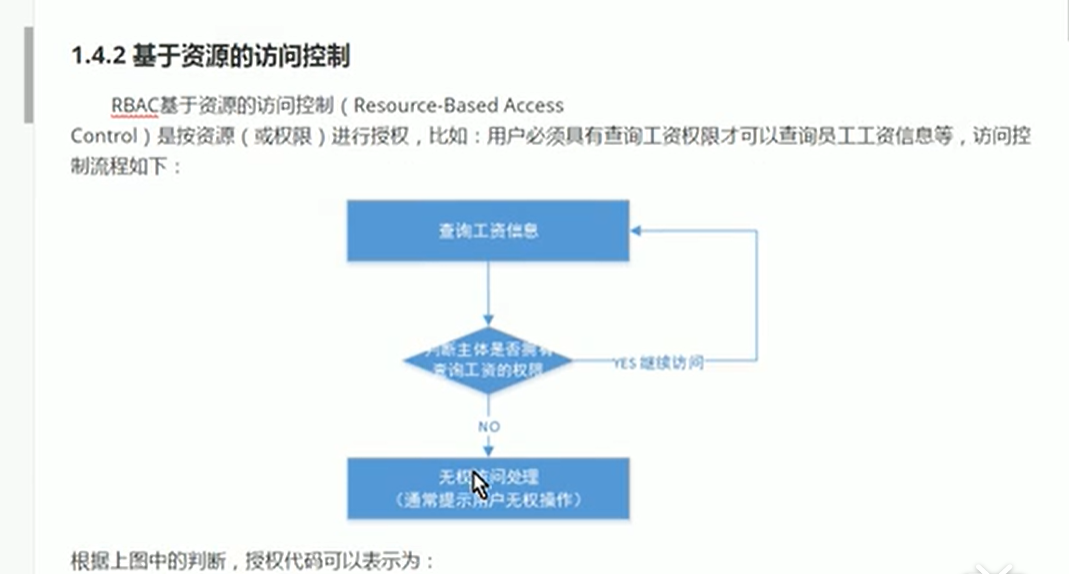 1.4.2 基于资源的访问控制
RBAC基于资源的访问控制（Resource-Based Access
Control）是按资源（或权限）进行授权，比如：用户必须具有查询工资权限才可以查询员工工资信息等，访问控
制流程如下：
查询工资信息
判断主体是否拥有
查询工资的权限
YES 继续访问
NO
无权访问处理
（通常提示用户无权操作）
根据上图中的判断，授权代码可以表示为：